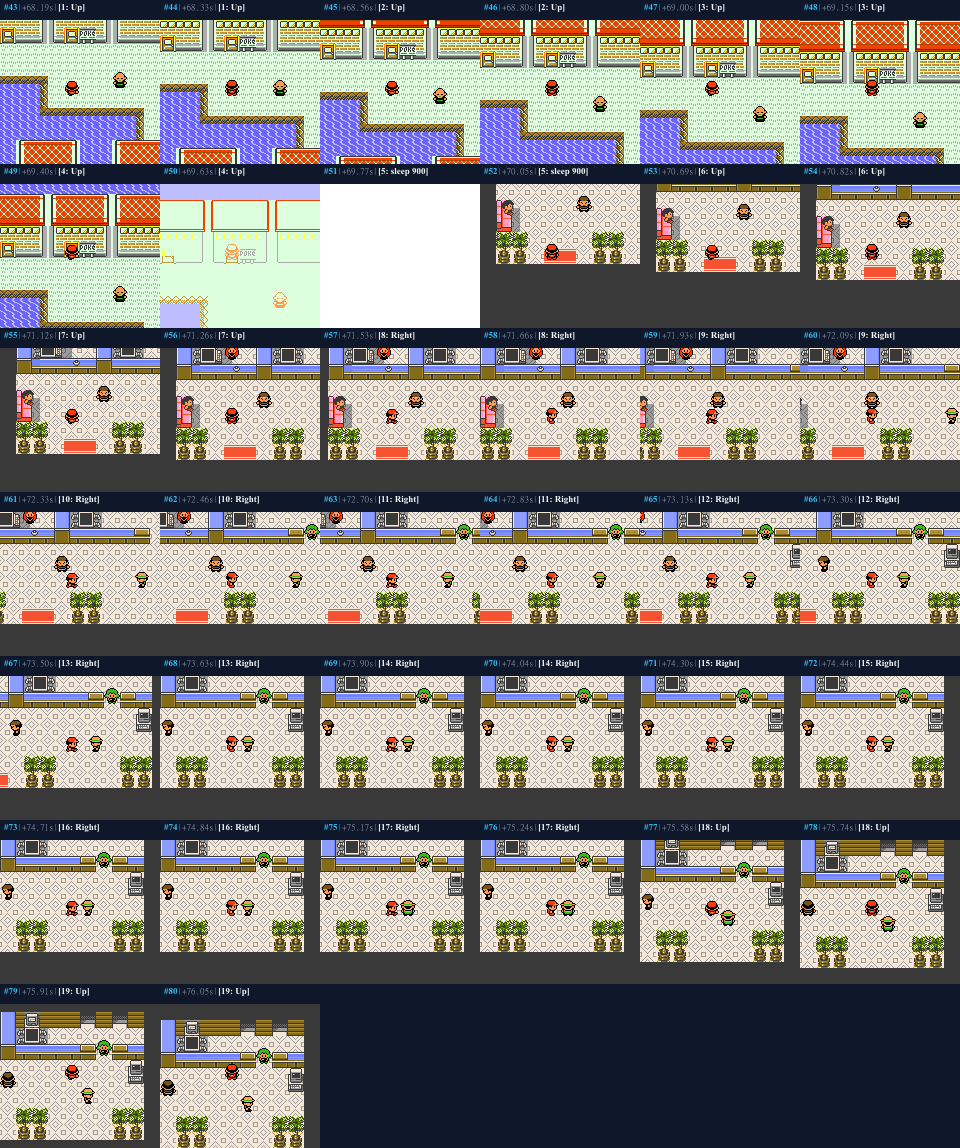 #43|+68.19s|[1: Up] #44|+68.33s|[1: Up] #45|+68.56s|[2: Up] #46|+68.80s|[2: Up] #47|+69.00s|[3: Up] #48|+69.15s|[3: Up]
POKé POKé POKé POKé POKé POKé
#49|+69.40s|[4: Up] #50|+69.63s|[4: Up] #51|+69.77s|[5: sleep 900] #52|+70.05s|[5: sleep 900] #53|+70.69s|[6: Up] #54|+70.82s|[6: Up]
POKé POKé
#55|+71.12s|[7: Up] #56|+71.26s|[7: Up] #57|+71.53s|[8: Right] #58|+71.66s|[8: Right] #59|+71.93s|[9: Right] #60|+72.09s|[9: Right]
#61|+72.33s|[10: Right] #62|+72.46s|[10: Right] #63|+72.70s|[11: Right] #64|+72.83s|[11: Right] #65|+73.13s|[12: Right] #66|+73.30s|[12: Right]
#67|+73.50s|[13: Right] #68|+73.63s|[13: Right] #69|+73.90s|[14: Right] #70|+74.04s|[14: Right] #71|+74.30s|[15: Right] #72|+74.44s|[15: Right]
#73|+74.71s|[16: Right] #74|+74.84s|[16: Right] #75|+75.17s|[17: Right] #76|+75.24s|[17: Right] #77|+75.58s|[18: Up] #78|+75.74s|[18: Up]
#79|+75.91s|[19: Up] #80|+76.05s|[19: Up]